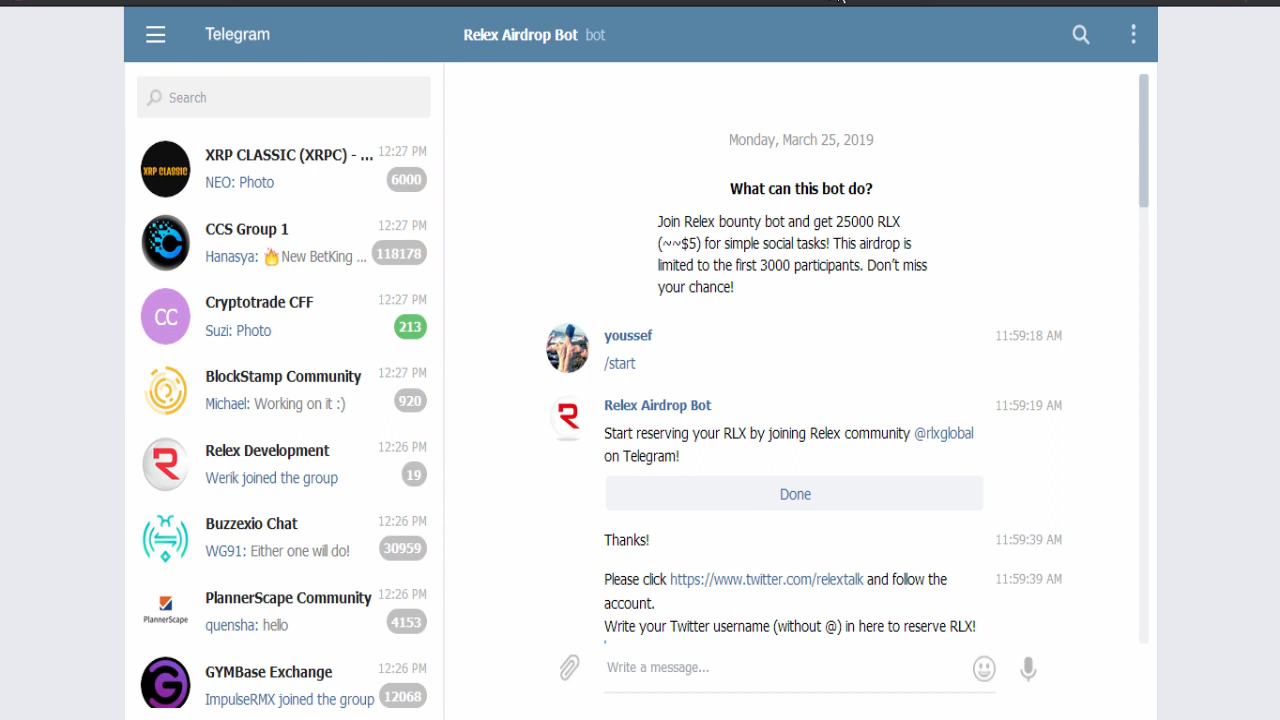 Telegram
Relex Airdrop Bot bot
Search
XRP CLASSIC
XRP CLASSIC (XRPC) - ... 12:27 PM
NEO: Photo 6000
CCS Group 1 12:27 PM
Hanasya: 🔥New BetKing ... 118178
CC
Cryptotrade CFF 12:27 PM
Suzi: Photo 213
BlockStamp Community 12:27 PM
Michael: Working on it :) 920
Relex Development 12:26 PM
Werik joined the group 19
Buzzexio Chat 12:26 PM
WG91: Either one will do! 30959
PlannerScape
PlannerScape Community 12:26 PM
quensha: hello 4153
GYMBase Exchange 12:26 PM
ImpulseRMX joined the group 12068
Monday, March 25, 2019
What can this bot do?
Join Relex bounty bot and get 25000 RLX
(~~$5) for simple social tasks! This airdrop is
limited to the first 3000 participants. Don't miss
your chance!
youssef 11:59:18 AM
/start
Relex Airdrop Bot 11:59:19 AM
Start reserving your RLX by joining Relex community @rlxglobal
on Telegram!
Done
Thanks! 11:59:39 AM
Please click https://www.twitter.com/relextalk and follow the 11:59:39 AM
account.
Write your Twitter username (without @) in here to reserve RLX!
Write a message...